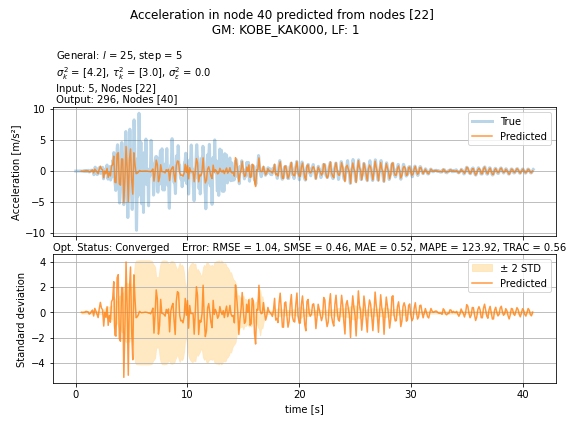 Acceleration in node 40 predicted from nodes [22]
GM: KOBE_KAK000, LF: 1
General: l = 25, step = 5
σ_k^2 = [4.2], τ_k^2 = [3.0], σ_ε^2 = 0.0
Input: 5, Nodes [22]
Output: 296, Nodes [40]
10
5
0
−5
−10
Acceleration [m/s²]
True
Predicted
Opt. Status: Converged    Error: RMSE = 1.04, SMSE = 0.46, MAE = 0.52, MAPE = 123.92, TRAC = 0.56
4
2
0
−2
−4
Standard deviation
± 2 STD
Predicted
0 10 20 30 40
time [s]